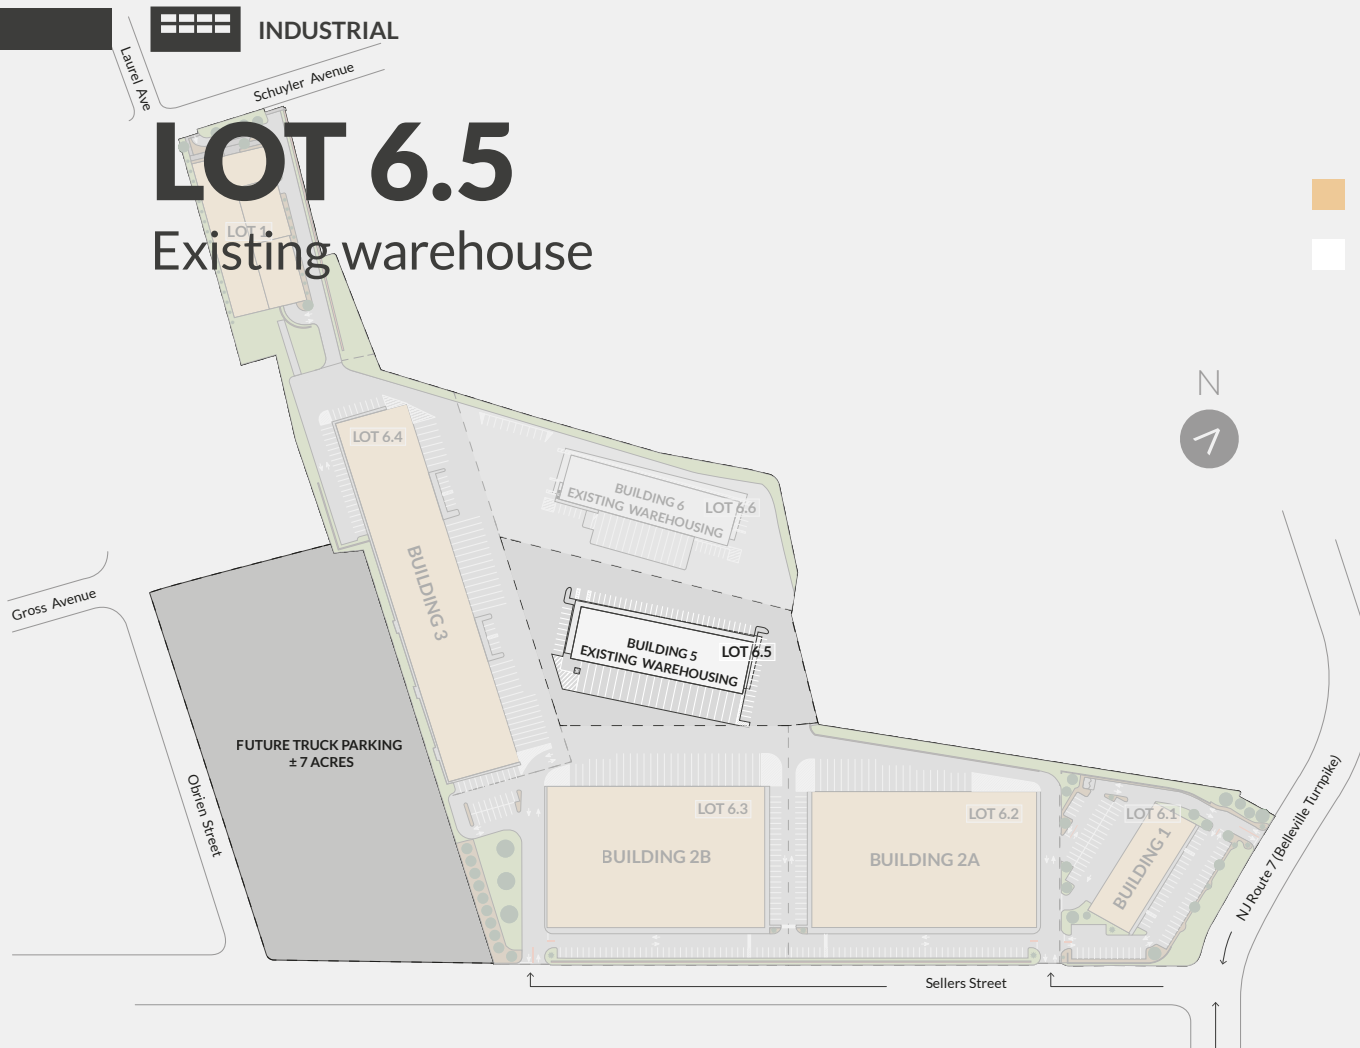 INDUSTRIAL
Laurel Ave
Schuyler Avenue
LOT 6.5
LOT 1
Existing warehouse
N
LOT 6.4
BUILDING 6
EXISTING WAREHOUSING
LOT 6.6
BUILDING 3
Gross Avenue
BUILDING 5
EXISTING WAREHOUSING
LOT 6.5
FUTURE TRUCK PARKING
± 7 ACRES
Obrien Street
LOT 6.3
BUILDING 2B
LOT 6.2
BUILDING 2A
LOT 6.1
BUILDING 1
NJ Route 7 (Belleville Turnpike)
Sellers Street